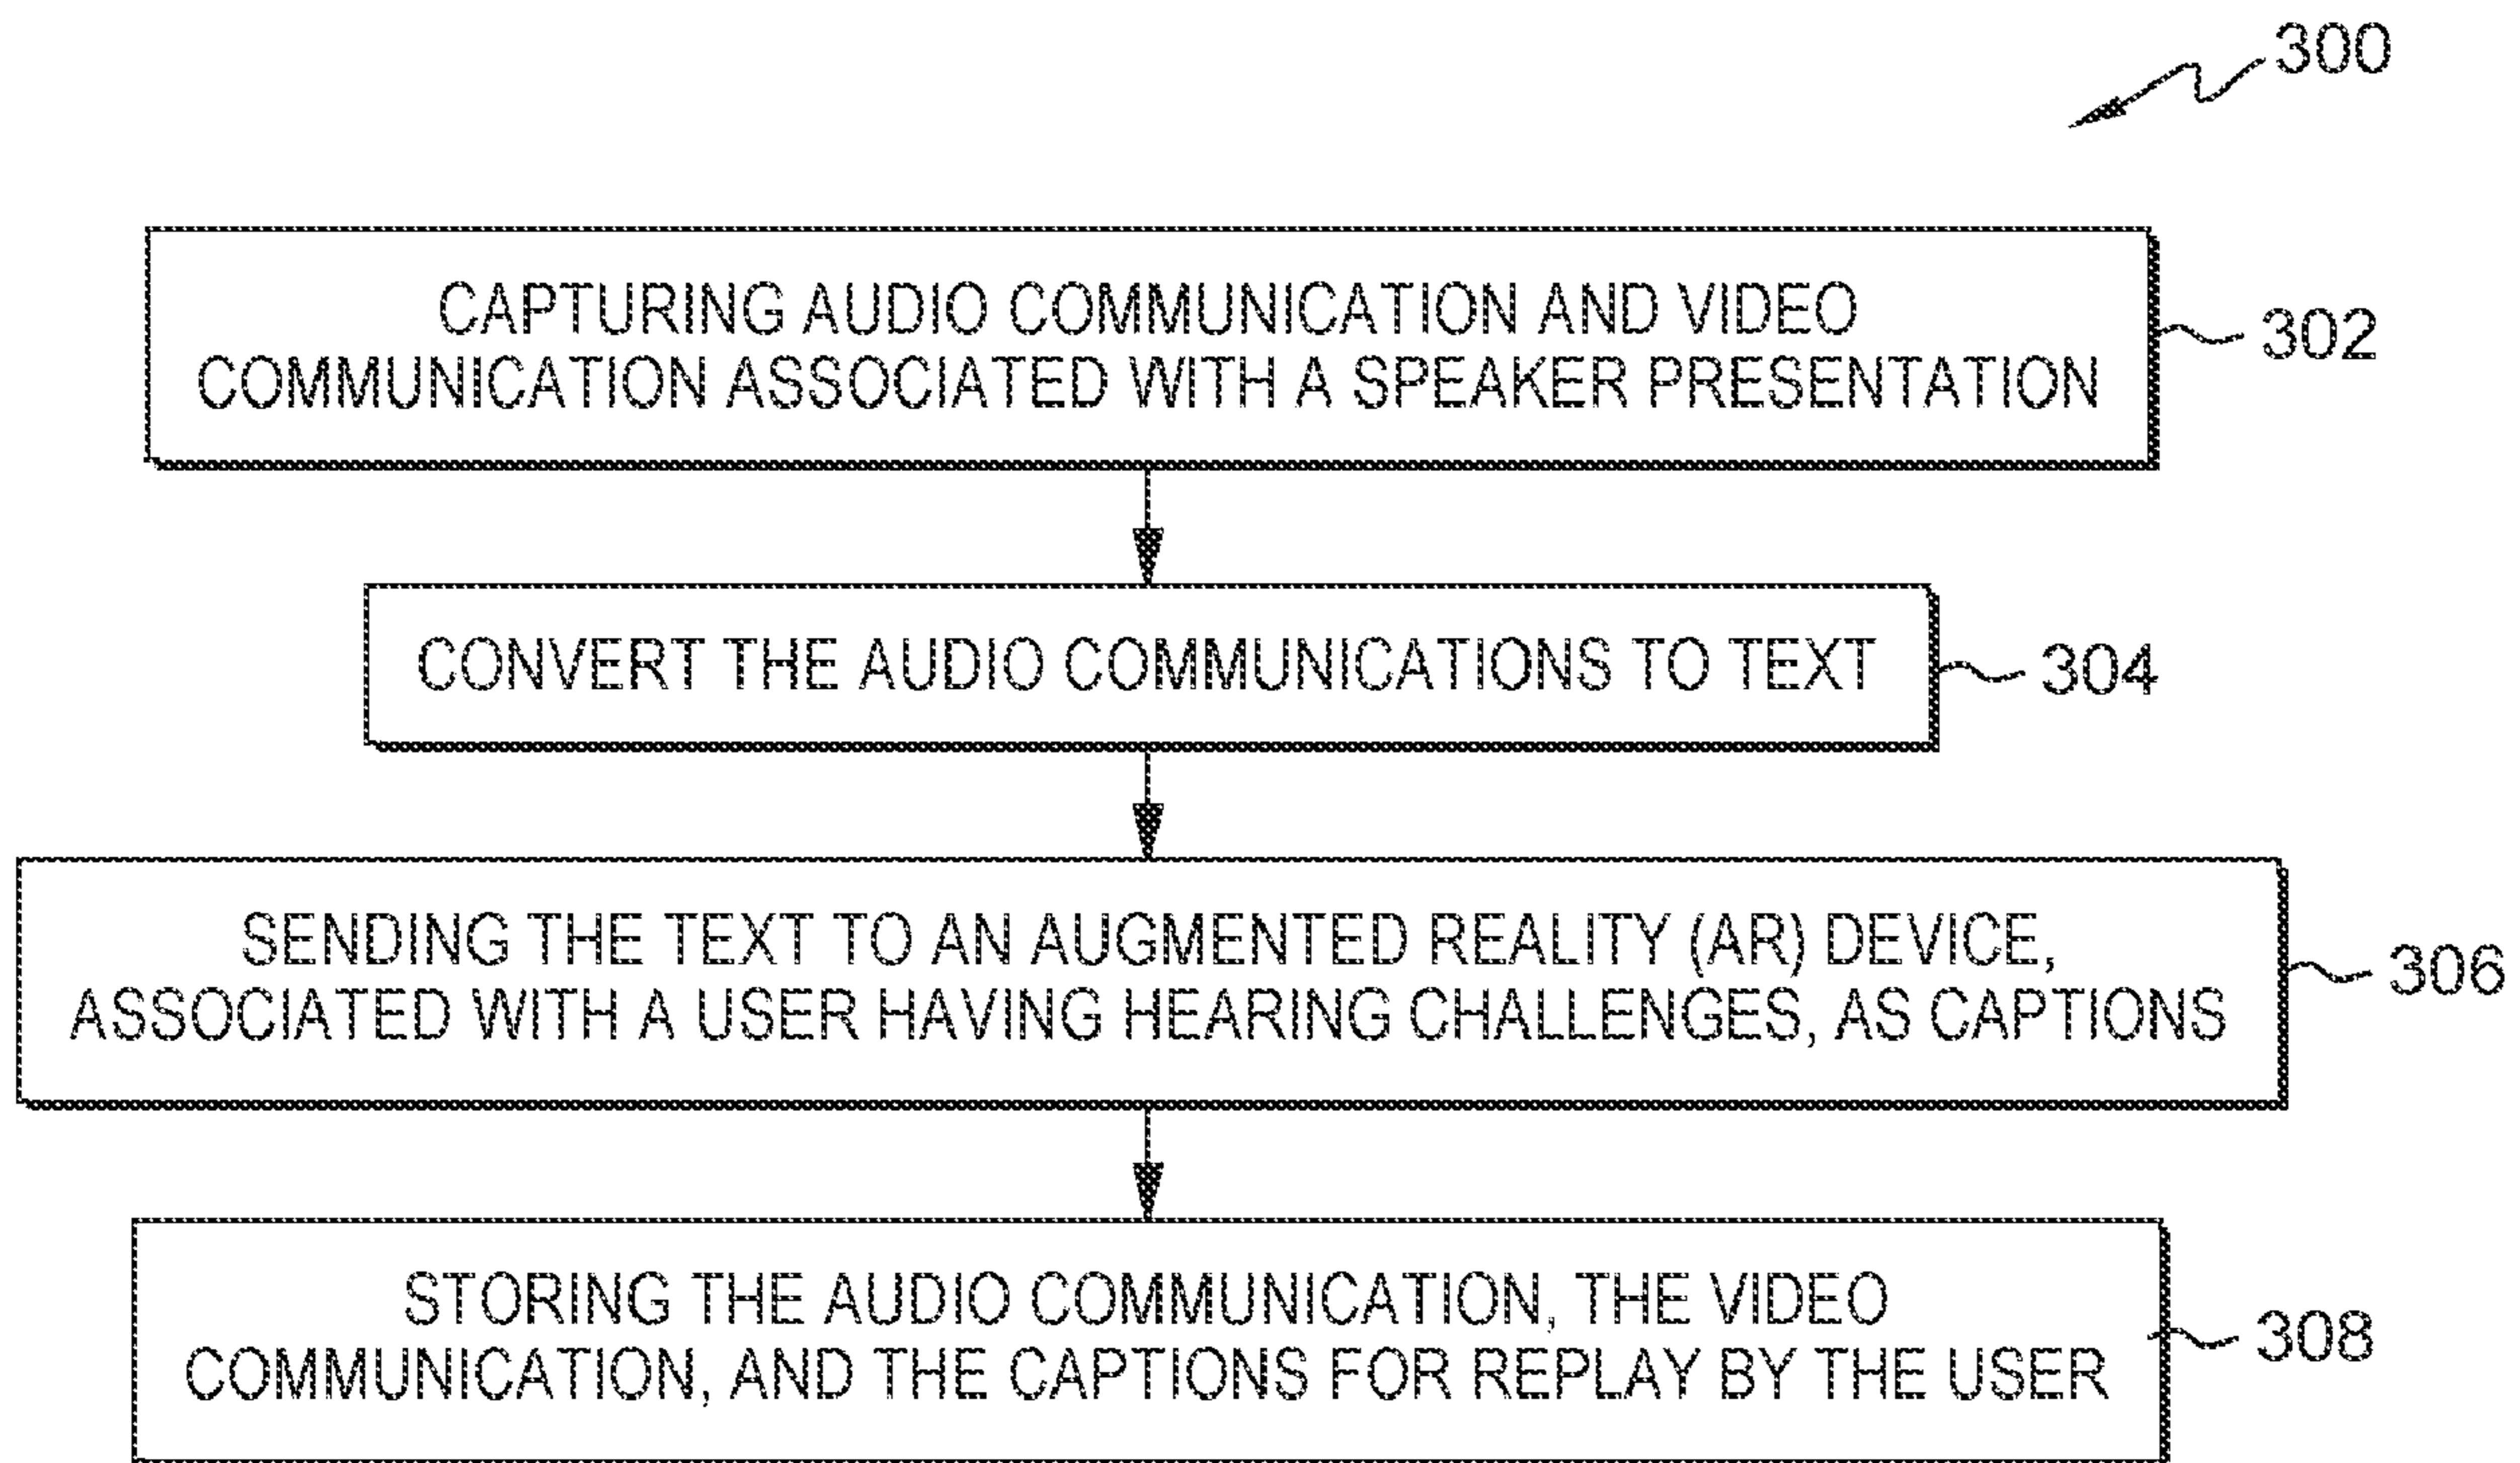 300
CAPTURING AUDIO COMMUNICATION AND VIDEO
COMMUNICATION ASSOCIATED WITH A SPEAKER PRESENTATION
302
CONVERT THE AUDIO COMMUNICATIONS TO TEXT
304
SENDING THE TEXT TO AN AUGMENTED REALITY (AR) DEVICE,
ASSOCIATED WITH A USER HAVING HEARING CHALLENGES, AS CAPTIONS
306
STORING THE AUDIO COMMUNICATION, THE VIDEO
COMMUNICATION, AND THE CAPTIONS FOR REPLAY BY THE USER
308